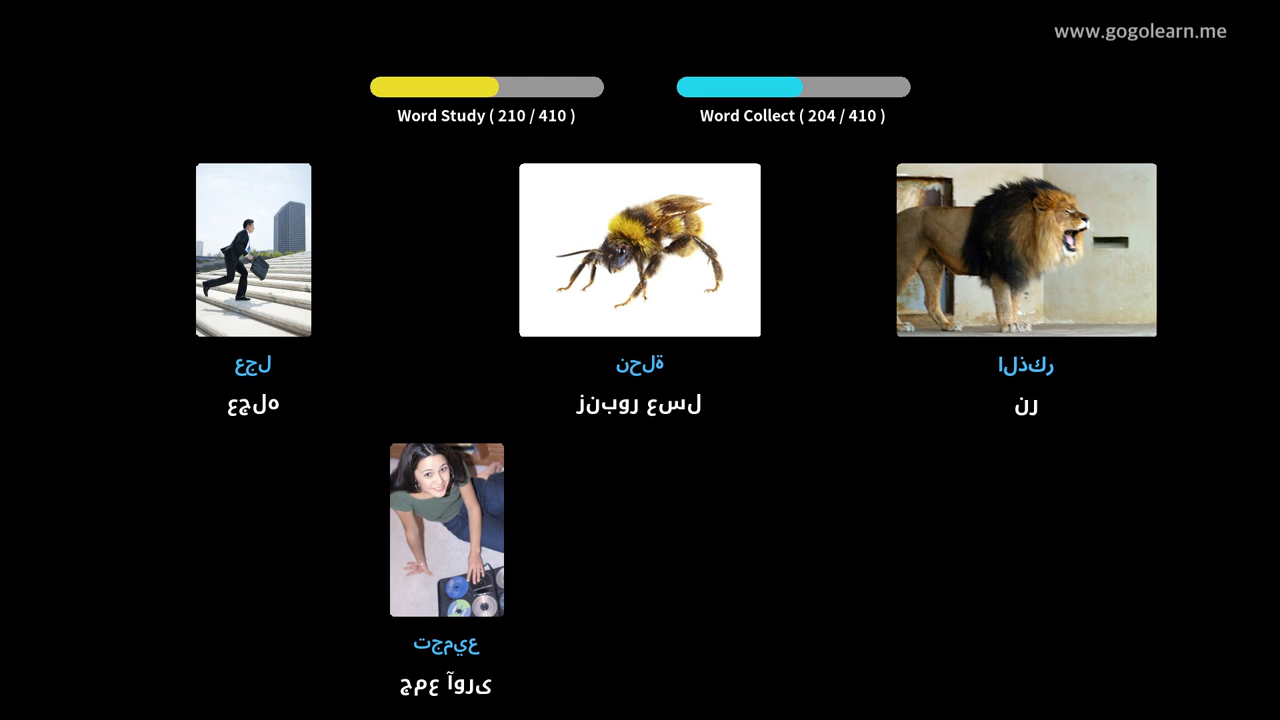 www.gogolearn.me
Word Study ( 210 / 410 )
Word Collect ( 204 / 410 )
عجل
نحلة
الذكر
عجله
زنبور عسل
نر
تجميع
جمع آوری